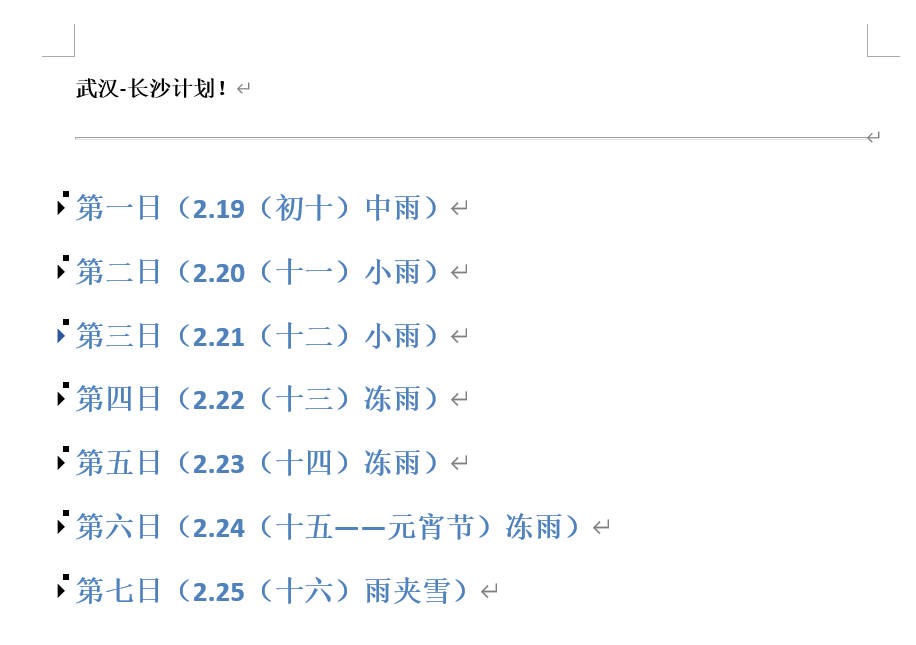 武汉-长沙计划！
第一日（2.19（初十）中雨）
第二日（2.20（十一）小雨）
第三日（2.21（十二）小雨）
第四日（2.22（十三）冻雨）
第五日（2.23（十四）冻雨）
第六日（2.24（十五——元宵节）冻雨）
第七日（2.25（十六）雨夹雪）